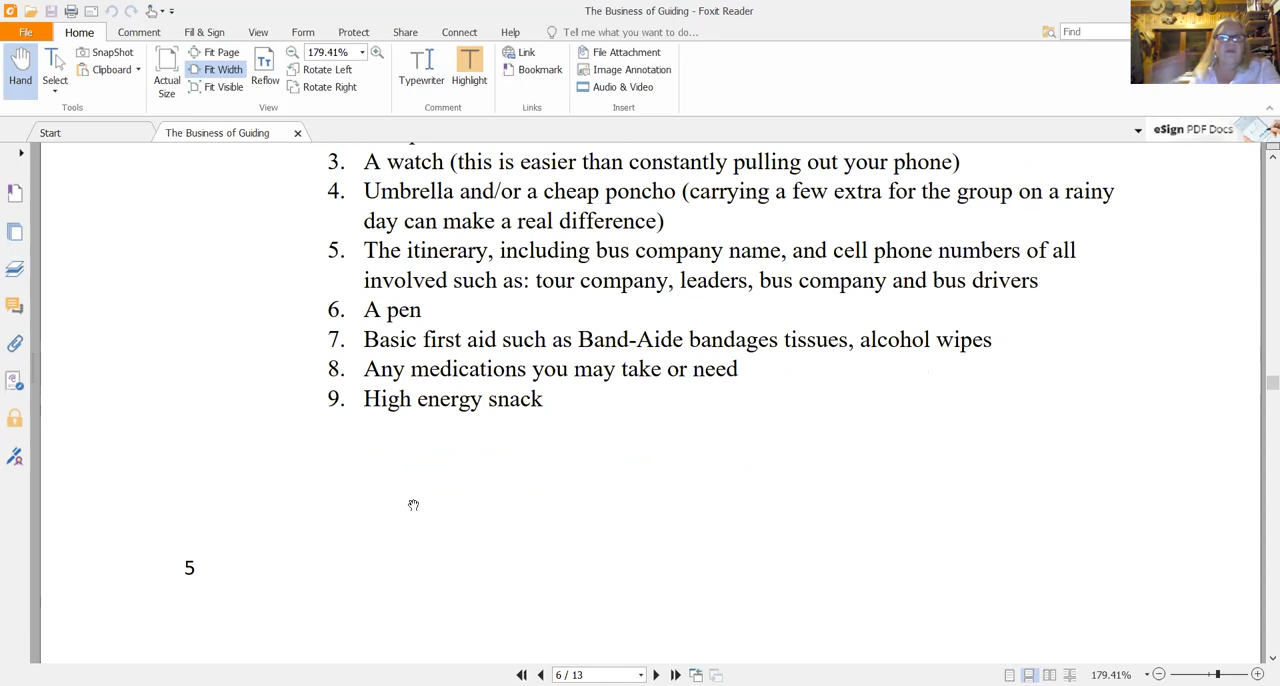 The Business of Guiding - Foxit Reader
File Home Comment Fill & Sign View Form Protect Share Connect Help Tell me what you want to do... Find
Hand
Select
SnapShot
Clipboard
Tools
Actual
Size
Fit Page
Fit Width
Fit Visible
Reflow
179.41%
Rotate Left
Rotate Right
View
Typewriter
Highlight
Comment
Link
Bookmark
Links
File Attachment
Image Annotation
Audio & Video
Insert
Start
The Business of Guiding
eSign PDF Docs
3. A watch (this is easier than constantly pulling out your phone)
4. Umbrella and/or a cheap poncho (carrying a few extra for the group on a rainy
day can make a real difference)
5. The itinerary, including bus company name, and cell phone numbers of all
involved such as: tour company, leaders, bus company and bus drivers
6. A pen
7. Basic first aid such as Band-Aide bandages tissues, alcohol wipes
8. Any medications you may take or need
9. High energy snack
5
6 / 13
179.41%